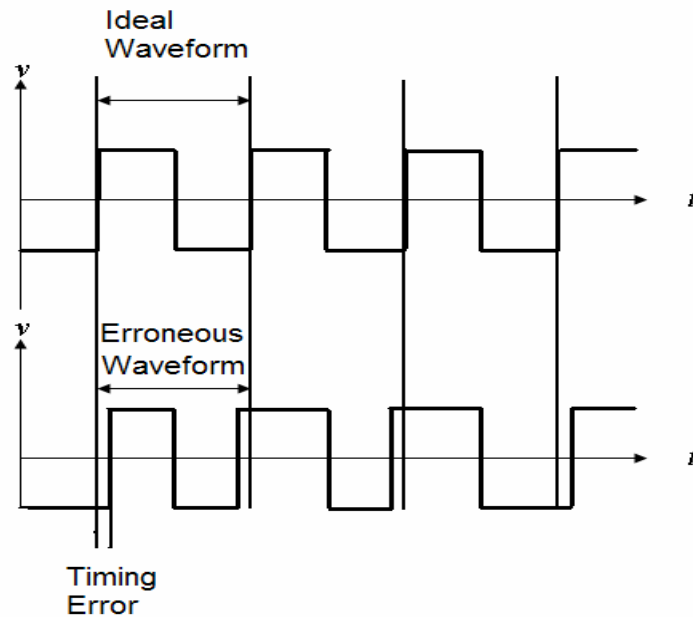 Ideal
Waveform
v
t
v
Erroneous
Waveform
t
Timing
Error